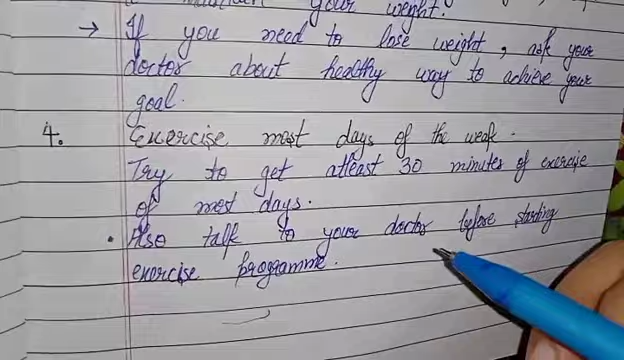 maintain your weight.
→ If you need to lose weight, ask your
doctor about healthy way to achieve your
goal.
4. Exercise most days of the weak.
Try to get atleast 30 minutes of exercise
of most days.
• Also talk to your doctor before starting
exercise programme.